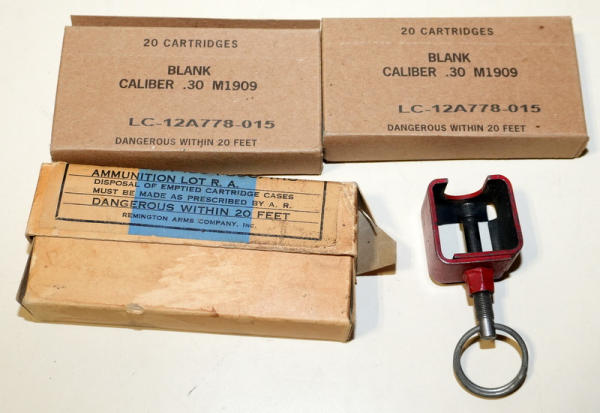 20 CARTRIDGES
BLANK
CALIBER .30 M1909
LC-12A778-015
DANGEROUS WITHIN 20 FEET
20 CARTRIDGES
BLANK
CALIBER .30 M1909
LC-12A778-015
DANGEROUS WITHIN 20 FEET
AMMUNITION LOT R. A.
DISPOSAL OF EMPTIED CARTRIDGE CASES
MUST BE MADE AS PRESCRIBED BY A. R.
DANGEROUS WITHIN 20 FEET
REMINGTON ARMS COMPANY, INC.